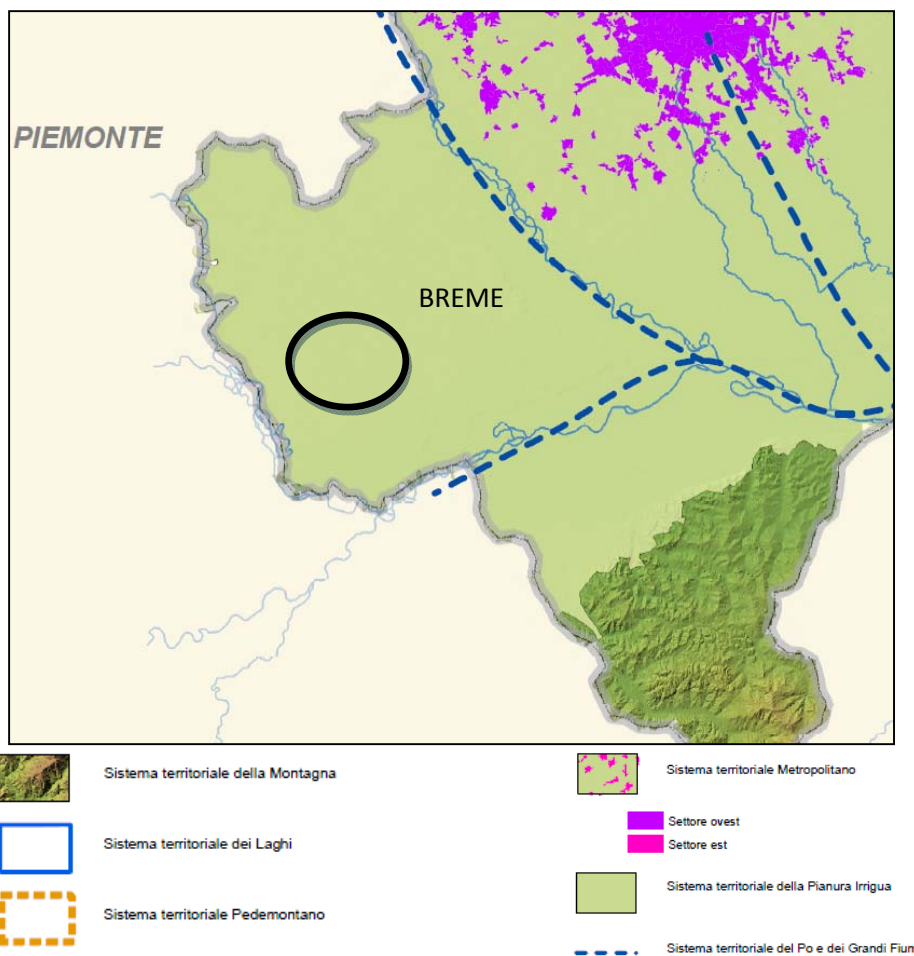 PIEMONTE
BREME
Sistema territoriale della Montagna
Sistema territoriale dei Laghi
Sistema territoriale Pedemontano
Sistema territoriale Metropolitano
Settore ovest
Settore est
Sistema territoriale della Pianura Irrigua
Sistema territoriale del Po e dei Grandi Fium